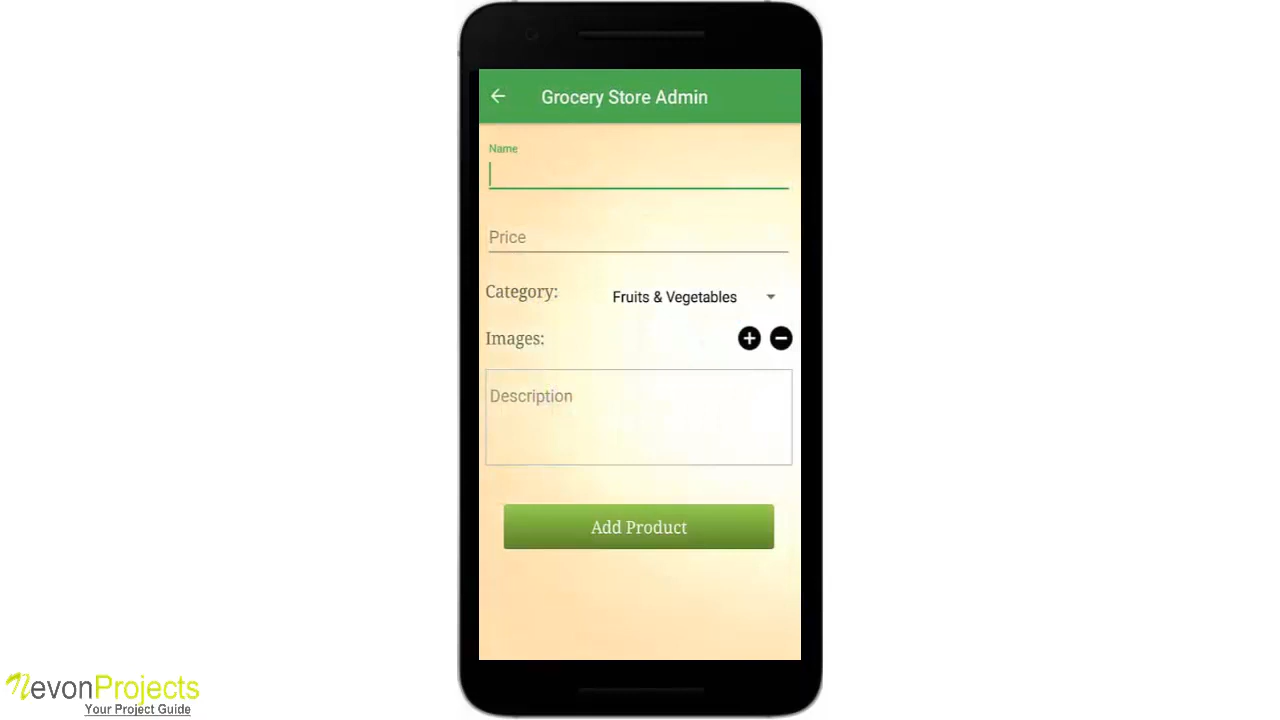 Grocery Store Admin
Name
Price
Category:
Fruits & Vegetables
Images:
Description
Add Product
NevonProjects
Your Project Guide